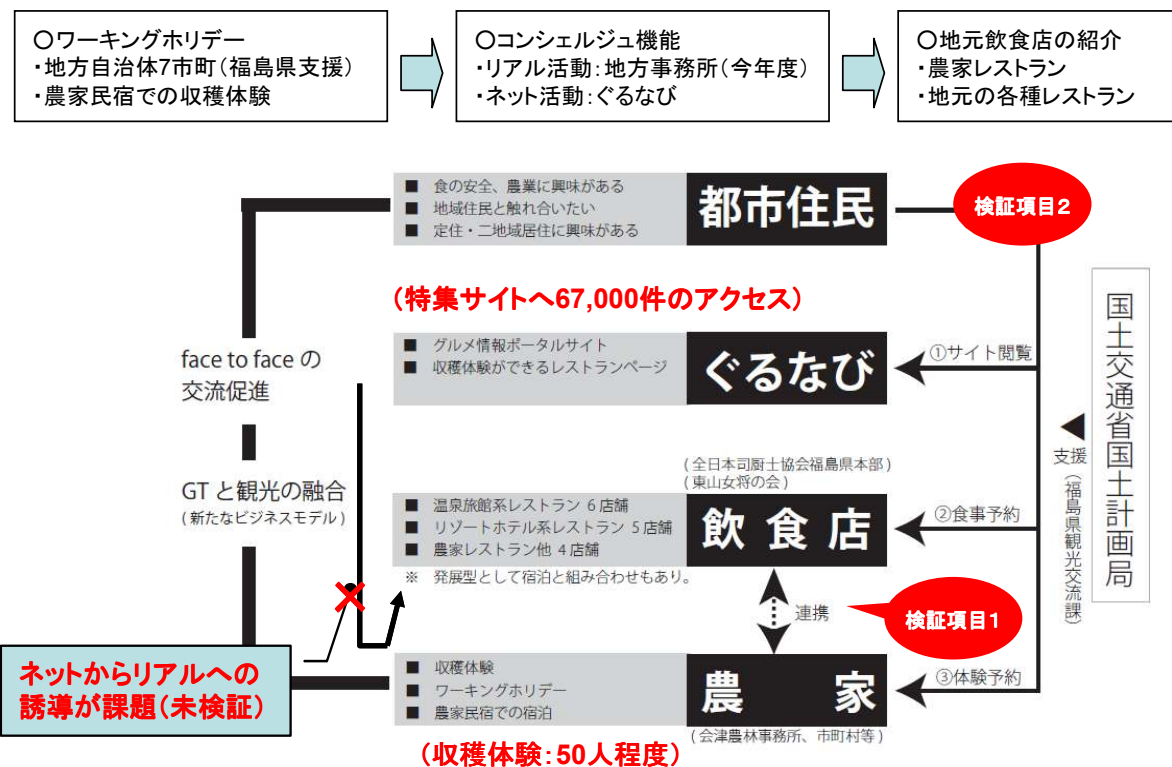 ○ワーキングホリデー
・地方自治体7市町(福島県支援)
・農家民宿での収穫体験
○コンシェルジュ機能
・リアル活動:地方事務所(今年度)
・ネット活動:ぐるなび
○地元飲食店の紹介
・農家レストラン
・地元の各種レストラン
■ 食の安全、農業に興味がある
■ 地域住民と触れ合いたい
■ 定住・二地域居住に興味がある
都市住民
検証項目2
(特集サイトへ67,000件のアクセス)
■ グルメ情報ポータルサイト
■ 収穫体験ができるレストランページ
ぐるなび
①サイト閲覧
face to face の
交流促進
GT と観光の融合
(新たなビジネスモデル)
(全日本司厨士協会福島県本部)
(東山女将の会)
■ 温泉旅館系レストラン 6店舗
■ リゾートホテル系レストラン 5店舗
■ 農家レストラン他 4店舗
飲食店
②食事予約
※ 発展型として宿泊と組み合わせもあり。
連携
検証項目1
国土交通省国土計画局
支援(福島県観光交流課)
ネットからリアルへの
誘導が課題(未検証)
■ 収穫体験
■ ワーキングホリデー
■ 農家民宿での宿泊
農家
③体験予約
(会津農林事務所、市町村等)
(収穫体験:50人程度)